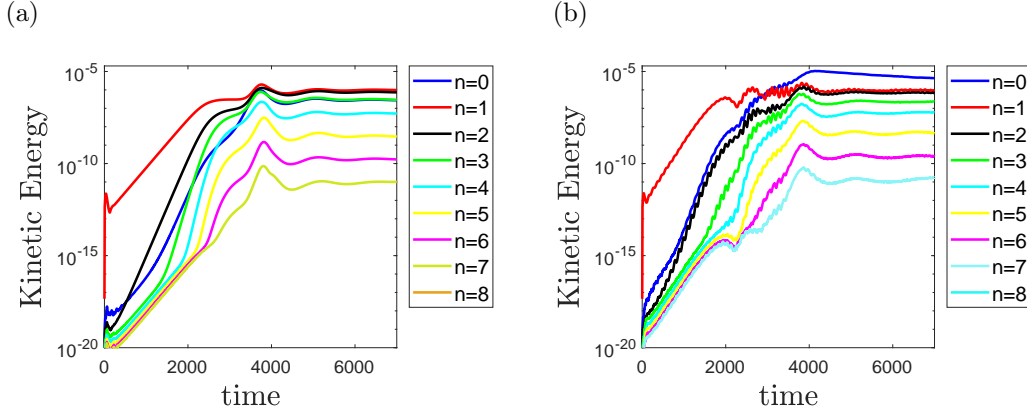 (a)
Kinetic Energy
10^-5
10^-10
10^-15
10^-20
0 2000 4000 6000
time
n=0
n=1
n=2
n=3
n=4
n=5
n=6
n=7
n=8
(b)
Kinetic Energy
10^-5
10^-10
10^-15
10^-20
0 2000 4000 6000
time
n=0
n=1
n=2
n=3
n=4
n=5
n=6
n=7
n=8